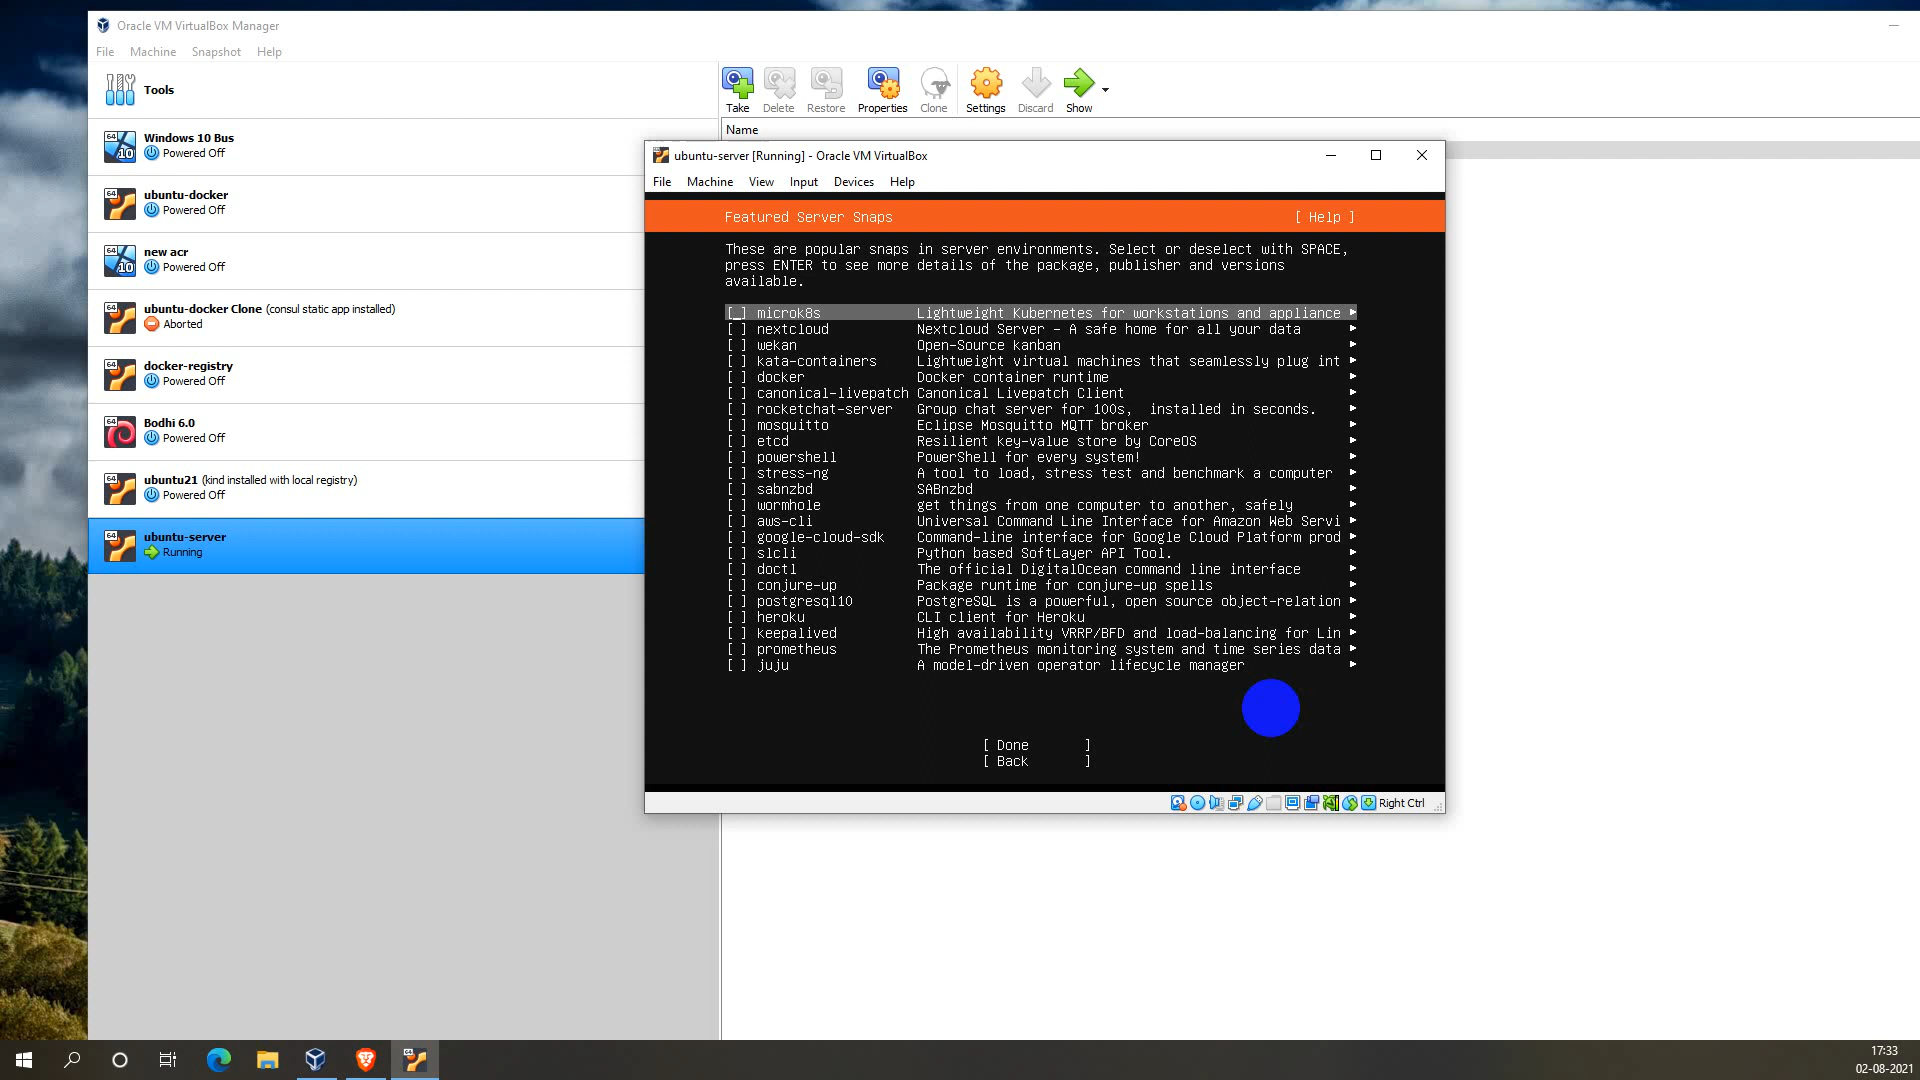 Oracle VM VirtualBox Manager
File Machine Snapshot Help
Tools
Take Delete Restore Properties Clone Settings Discard Show
Name
64 10 Windows 10 Bus
Powered Off
64 ubuntu-docker
Powered Off
64 10 new acr
Powered Off
64 ubuntu-docker Clone (consul static app installed)
Aborted
64 docker-registry
Powered Off
64 Bodhi 6.0
Powered Off
64 ubuntu21 (kind installed with local registry)
Powered Off
64 ubuntu-server
Running
ubuntu-server [Running] - Oracle VM VirtualBox
File Machine View Input Devices Help
Featured Server Snaps [ Help ]
These are popular snaps in server environments. Select or deselect with SPACE,
press ENTER to see more details of the package, publisher and versions
available.
[_] microk8s Lightweight Kubernetes for workstations and appliance ▸
[ ] nextcloud Nextcloud Server - A safe home for all your data ▸
[ ] wekan Open-Source kanban ▸
[ ] kata-containers Lightweight virtual machines that seamlessly plug int ▸
[ ] docker Docker container runtime ▸
[ ] canonical-livepatch Canonical Livepatch Client ▸
[ ] rocketchat-server Group chat server for 100s, installed in seconds. ▸
[ ] mosquitto Eclipse Mosquitto MQTT broker ▸
[ ] etcd Resilient key-value store by CoreOS ▸
[ ] powershell PowerShell for every system! ▸
[ ] stress-ng A tool to load, stress test and benchmark a computer ▸
[ ] sabnzbd SABnzbd ▸
[ ] wormhole get things from one computer to another, safely ▸
[ ] aws-cli Universal Command Line Interface for Amazon Web Servi ▸
[ ] google-cloud-sdk Command-line interface for Google Cloud Platform prod ▸
[ ] slcli Python based SoftLayer API Tool. ▸
[ ] doctl The official DigitalOcean command line interface ▸
[ ] conjure-up Package runtime for conjure-up spells ▸
[ ] postgresql10 PostgreSQL is a powerful, open source object-relation ▸
[ ] heroku CLI client for Heroku ▸
[ ] keepalived High availability VRRP/BFD and load-balancing for Lin ▸
[ ] prometheus The Prometheus monitoring system and time series data ▸
[ ] juju A model-driven operator lifecycle manager ▸
[ Done ]
[ Back ]
Right Ctrl
64
17:33
02-08-2021